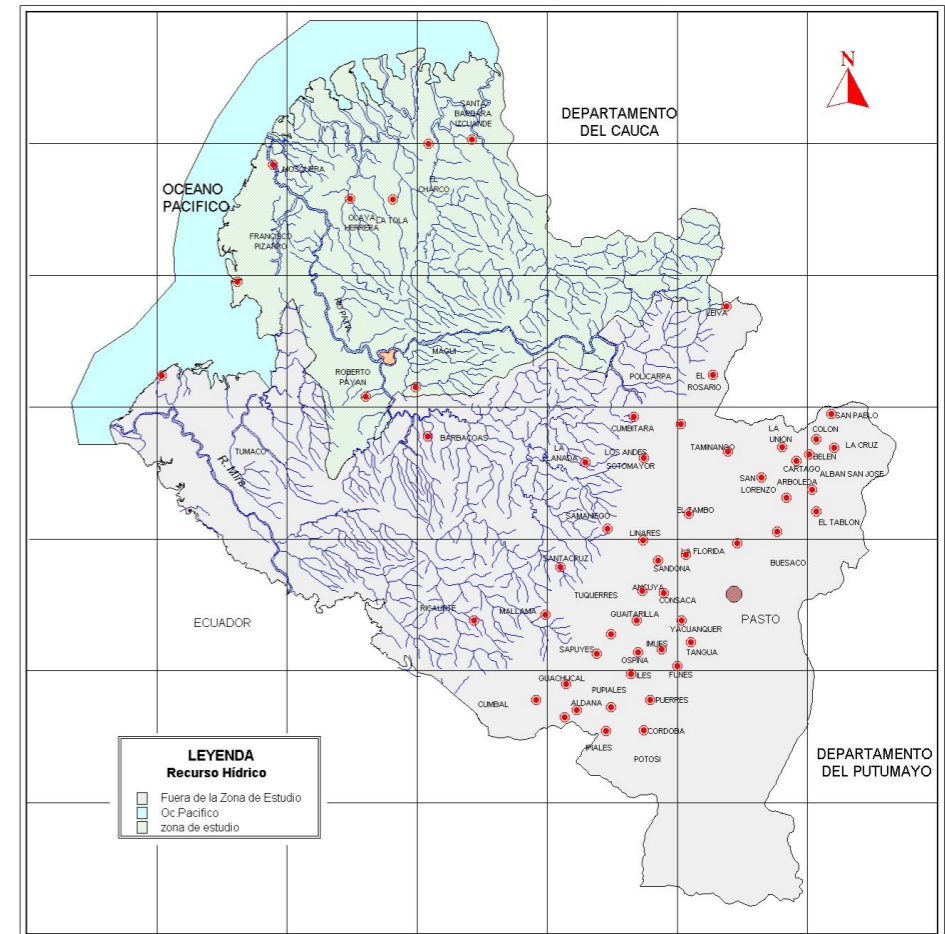 N
DEPARTAMENTO
DEL CAUCA
SANTA
BARBARA
IZCUANDE
MOSQUERA
EL
CHARCO
OCEANO
PACIFICO
OLAYA
HERRERA
LA TOLA
FRANCISCO
PIZARRO
RIO PATIA
LEIVA
MAGUI
ROBERTO
PAYAN
POLICARPA
EL
ROSARIO
SAN PABLO
CUMBITARA
LA
UNION
COLON
BARBACOAS
TAMINANGO
LA CRUZ
TUMACO
LA
LLANADA
LOS ANDES
SOTOMAYOR
BELEN
CARTAGO
ALBAN SAN JOSE
R. Mira
SAN
LORENZO
ARBOLEDA
SAMANIEGO
EL TAMBO
EL TABLON
LINARES
LA FLORIDA
SANTACRUZ
SANDONA
BUESACO
TUQUERRES
ANCUYA
CONSACA
RICAURTE
MALLAMA
GUAITARILLA
PASTO
ECUADOR
YACUANQUER
SAPUYES
IMUES
TANGUA
OSPINA
FUNES
GUACHUCAL
ILES
PUPIALES
CUMBAL
ALDANA
PUERRES
IPIALES
CORDOBA
POTOSI
DEPARTAMENTO
DEL PUTUMAYO
LEYENDA
Recurso Hídrico
Fuera de la Zona de Estudio
Oc.Pacifico
zona de estudio